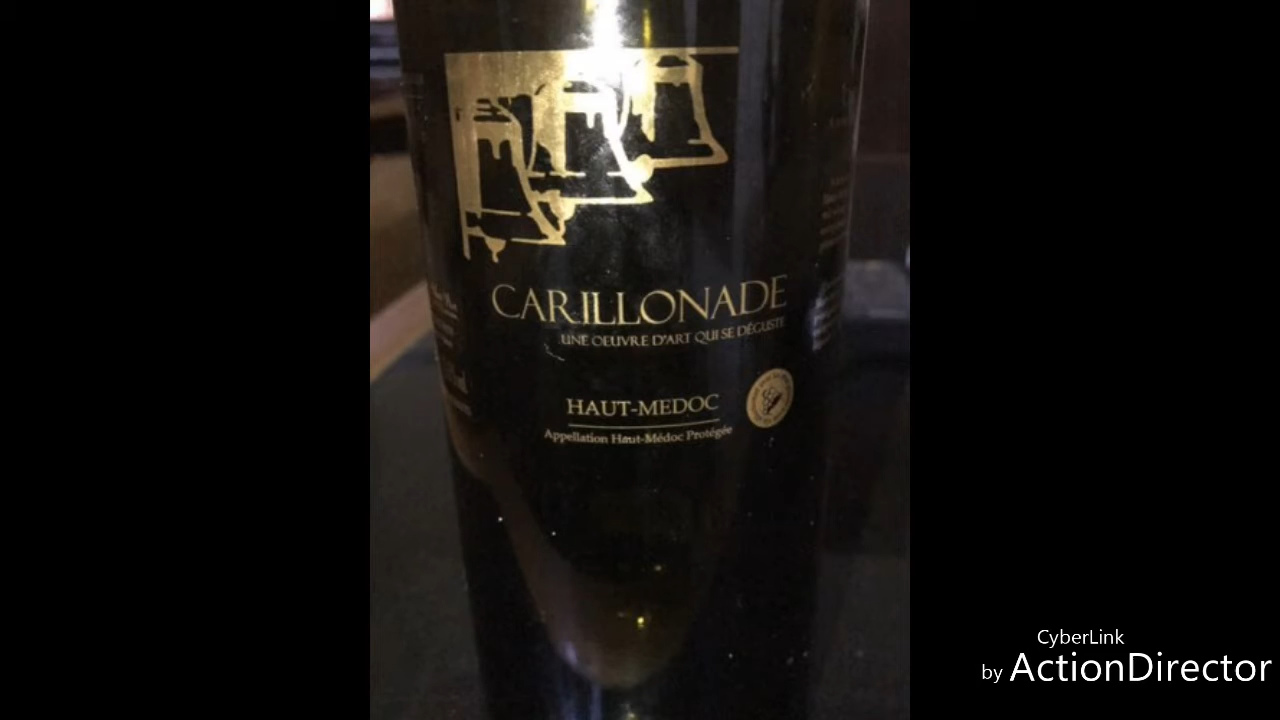 CARILLONADE
UNE OEUVRE D'ART QUI SE DÉGUSTE
HAUT-MEDOC
Appellation Haut-Médoc Protégée
CyberLink
by ActionDirector